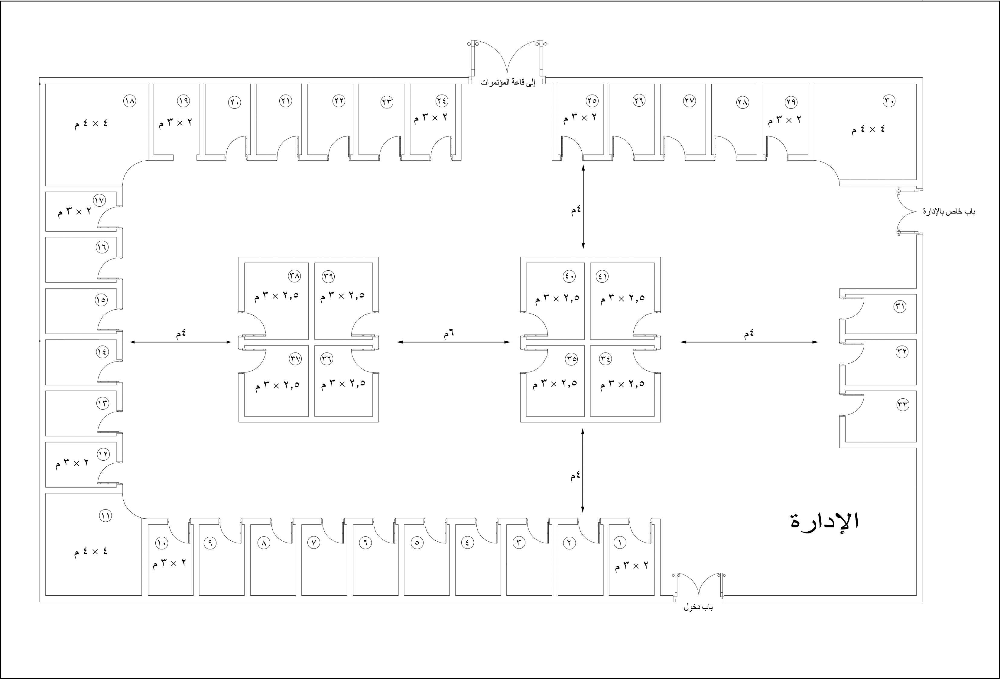 إلى قاعة المؤتمرات
١٨
١٩
٢٠
٢١
٢٢
٢٣
٢٤
٢٥
٢٦
٢٧
٢٨
٢٩
٣٠
٤ × ٤ م
٢ × ٣ م
٢ × ٣ م
٢ × ٣ م
٢ × ٣ م
٤ × ٤ م
١٧
٢ × ٣ م
٤م
باب خاص بالإدارة
١٦
٣٨
٣٩
٤٠
٤١
٢,٥ × ٣ م
٢,٥ × ٣ م
٢,٥ × ٣ م
٢,٥ × ٣ م
١٥
٣١
٤م
٦م
٤م
١٤
٣٧
٣٦
٣٥
٣٤
٣٢
٢,٥ × ٣ م
٢,٥ × ٣ م
٢,٥ × ٣ م
٢,٥ × ٣ م
١٣
٣٣
١٢
٢ × ٣ م
٤م
١١
الإدارة
٤ × ٤ م
١٠
٩
٨
٧
٦
٥
٤
٣
٢
١
٢ × ٣ م
٢ × ٣ م
باب دخول